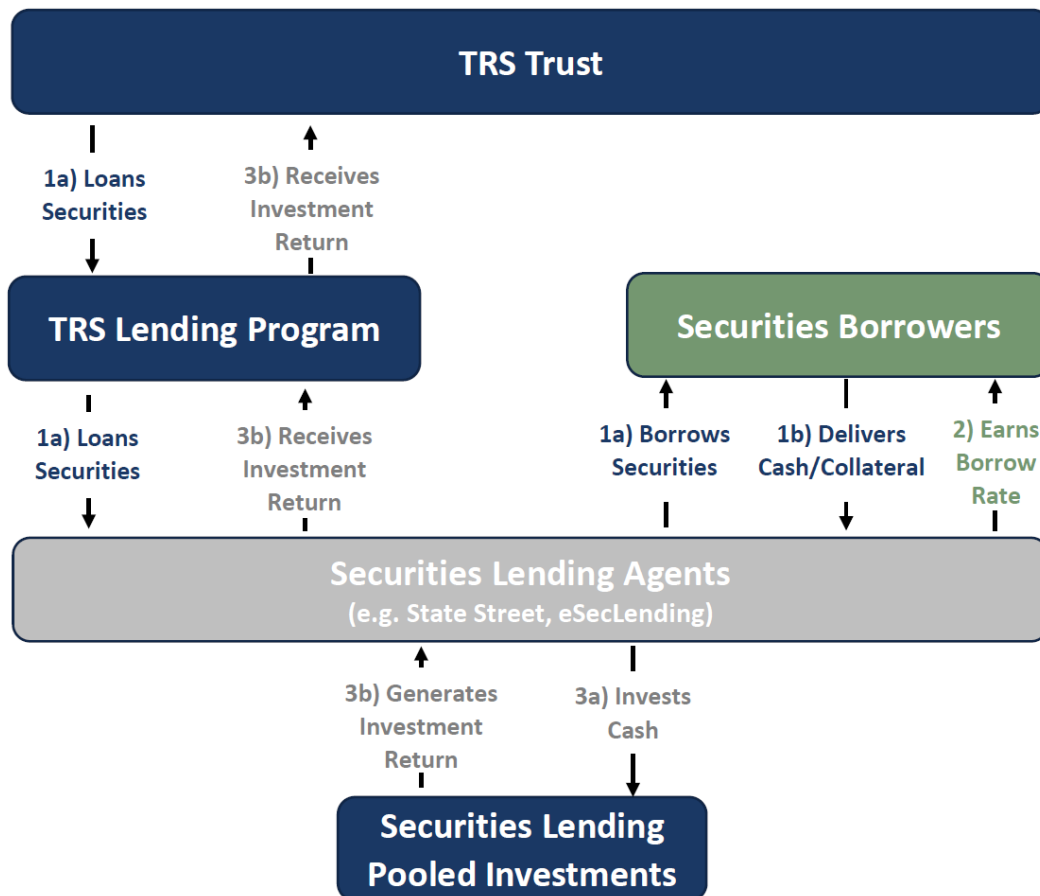 TRS Trust
1a) Loans
Securities
3b) Receives
Investment
Return
TRS Lending Program
Securities Borrowers
1a) Loans
Securities
3b) Receives
Investment
Return
1a) Borrows
Securities
1b) Delivers
Cash/Collateral
2) Earns
Borrow
Rate
Securities Lending Agents
(e.g. State Street, eSecLending)
3b) Generates
Investment
Return
3a) Invests
Cash
Securities Lending
Pooled Investments